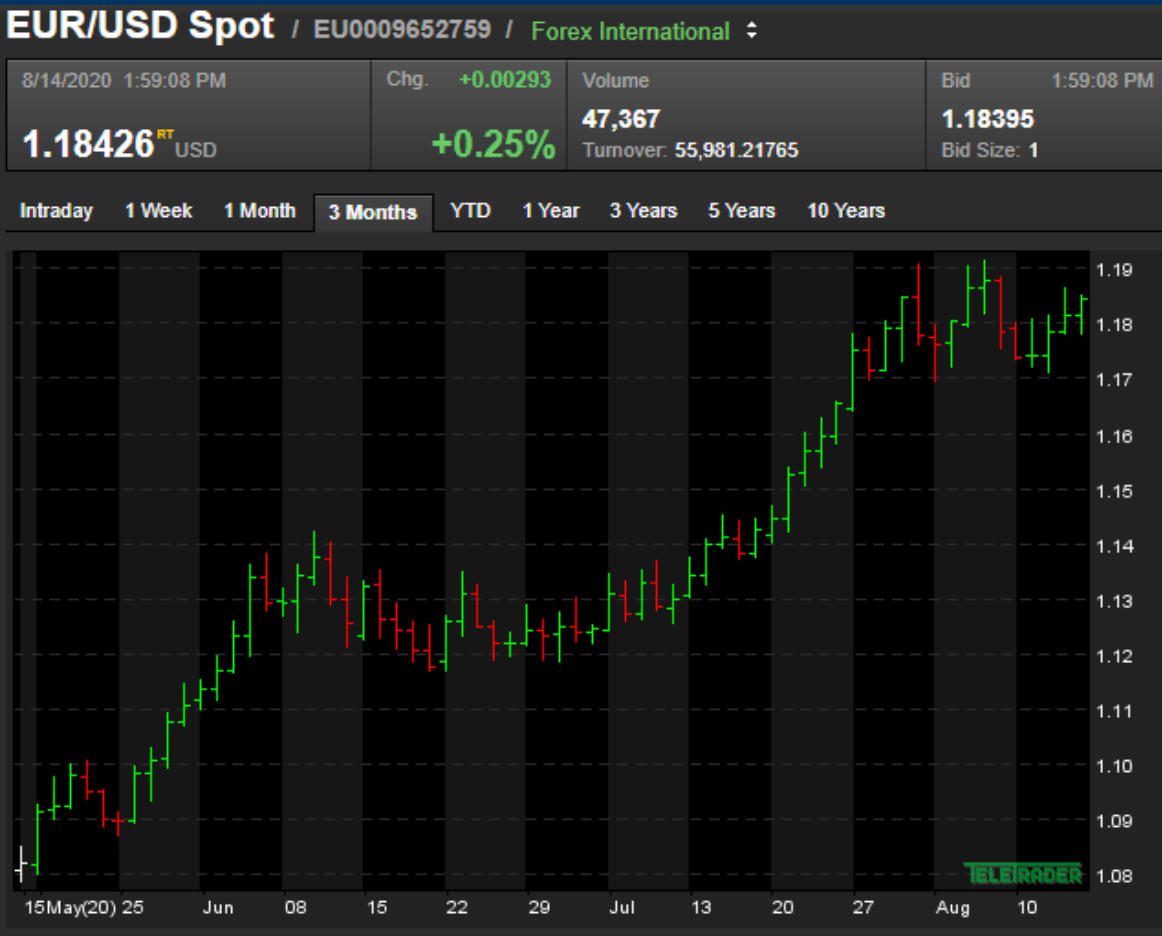 EUR/USD Spot / EU0009652759 / Forex International
8/14/2020 1:59:08 PM
1.18426 RT USD
Chg. +0.00293
+0.25%
Volume
47,367
Turnover: 55,981.21765
Bid 1:59:08 PM
1.18395
Bid Size: 1
Intraday 1 Week 1 Month 3 Months YTD 1 Year 3 Years 5 Years 10 Years
1.19
1.18
1.17
1.16
1.15
1.14
1.13
1.12
1.11
1.10
1.09
1.08
TELETRADER
15May(20) 25 Jun 08 15 22 29 Jul 13 20 27 Aug 10